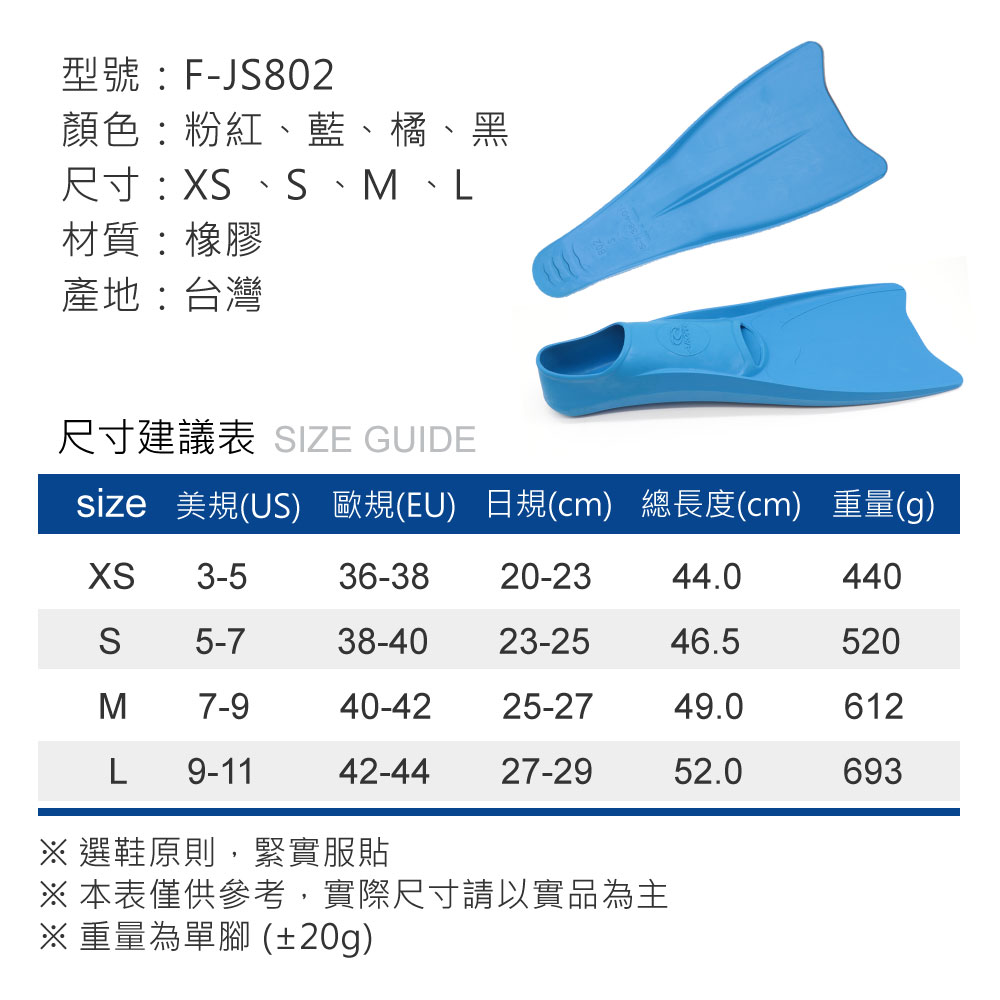 型號：F-JS802
顏色：粉紅、藍、橘、黑
尺寸：XS、S、M、L
材質：橡膠
產地：台灣
尺寸建議表 SIZE GUIDE
size 美規(US) 歐規(EU) 日規(cm) 總長度(cm) 重量(g)
XS 3-5 36-38 20-23 44.0 440
S 5-7 38-40 23-25 46.5 520
M 7-9 40-42 25-27 49.0 612
L 9-11 42-44 27-29 52.0 693
※ 選鞋原則，緊實服貼
※ 本表僅供參考，實際尺寸請以實品為主
※ 重量為單腳 (±20g)